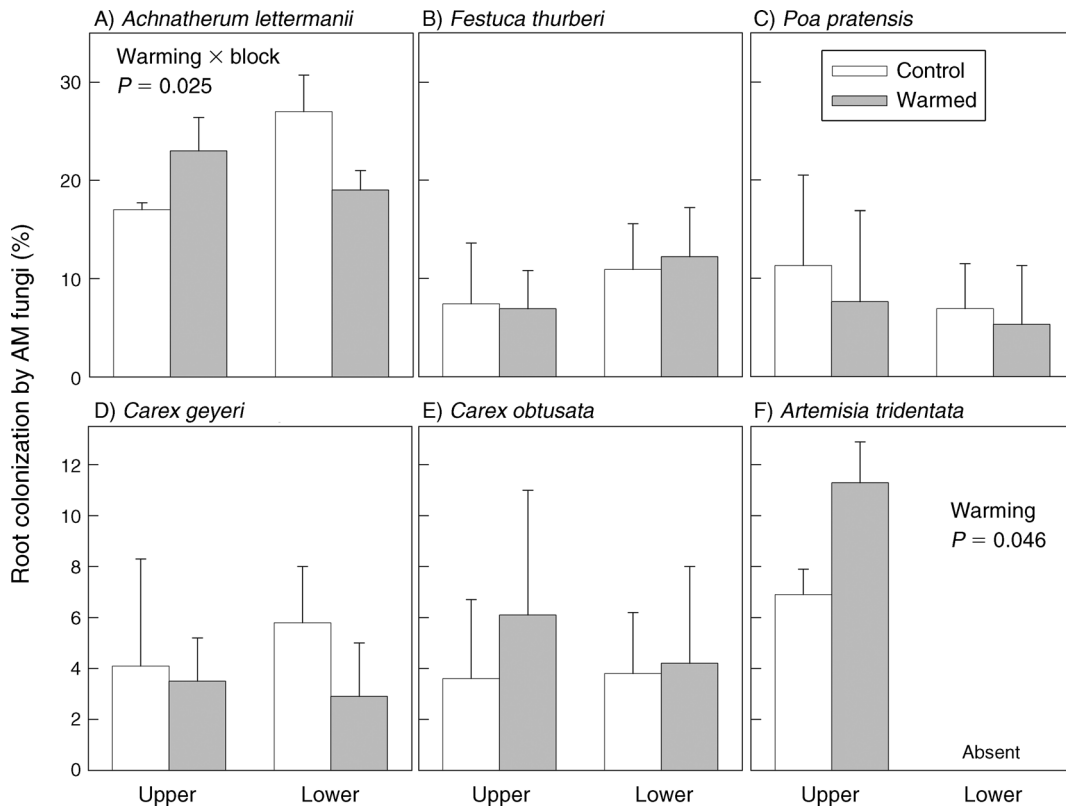 A) Achnatherum lettermanii
B) Festuca thurberi
C) Poa pratensis
Warming × block
P = 0.025
Control
Warmed
30
20
10
0
Root colonization by AM fungi (%)
D) Carex geyeri
E) Carex obtusata
F) Artemisia tridentata
12
10
8
6
4
2
0
Warming
P = 0.046
Absent
Upper
Lower
Upper
Lower
Upper
Lower